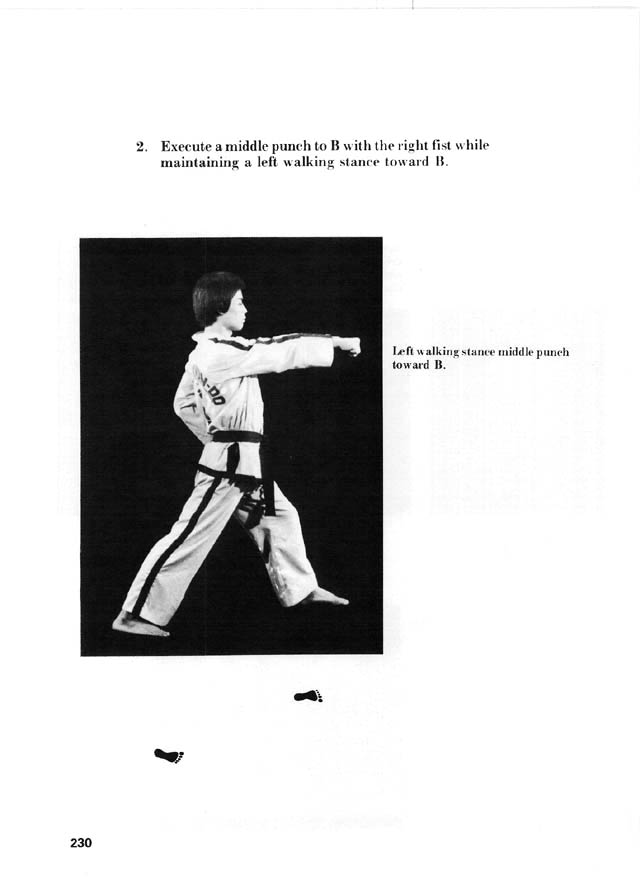 2. Execute a middle punch to B with the right fist while
maintaining a left walking stance toward B.
Left walking stance middle punch
toward B.
-DO
230